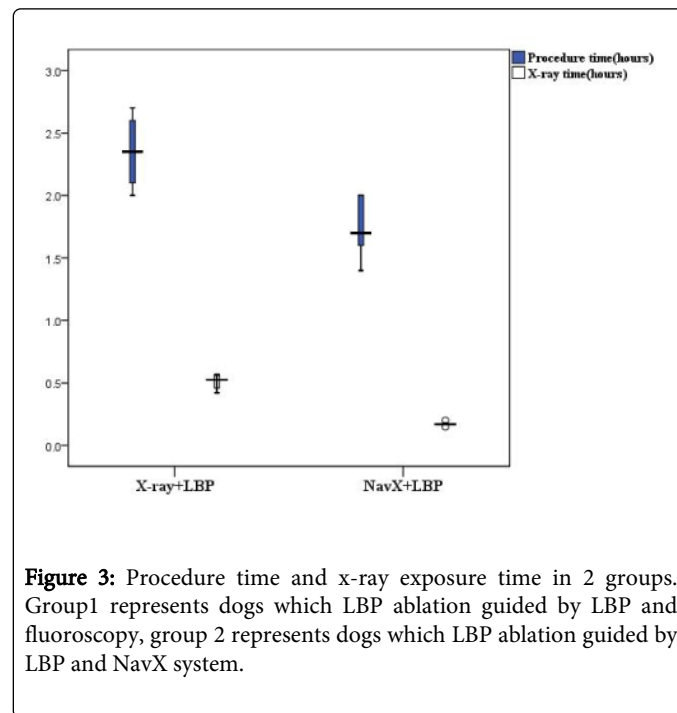 Procedure time(hours)
X-ray time(hours)
3.0
2.5
2.0
1.5
1.0
0.5
0.0
X-ray+LBP
NavX+LBP
Figure 3: Procedure time and x-ray exposure time in 2 groups.
Group1 represents dogs which LBP ablation guided by LBP and
fluoroscopy, group 2 represents dogs which LBP ablation guided by
LBP and NavX system.